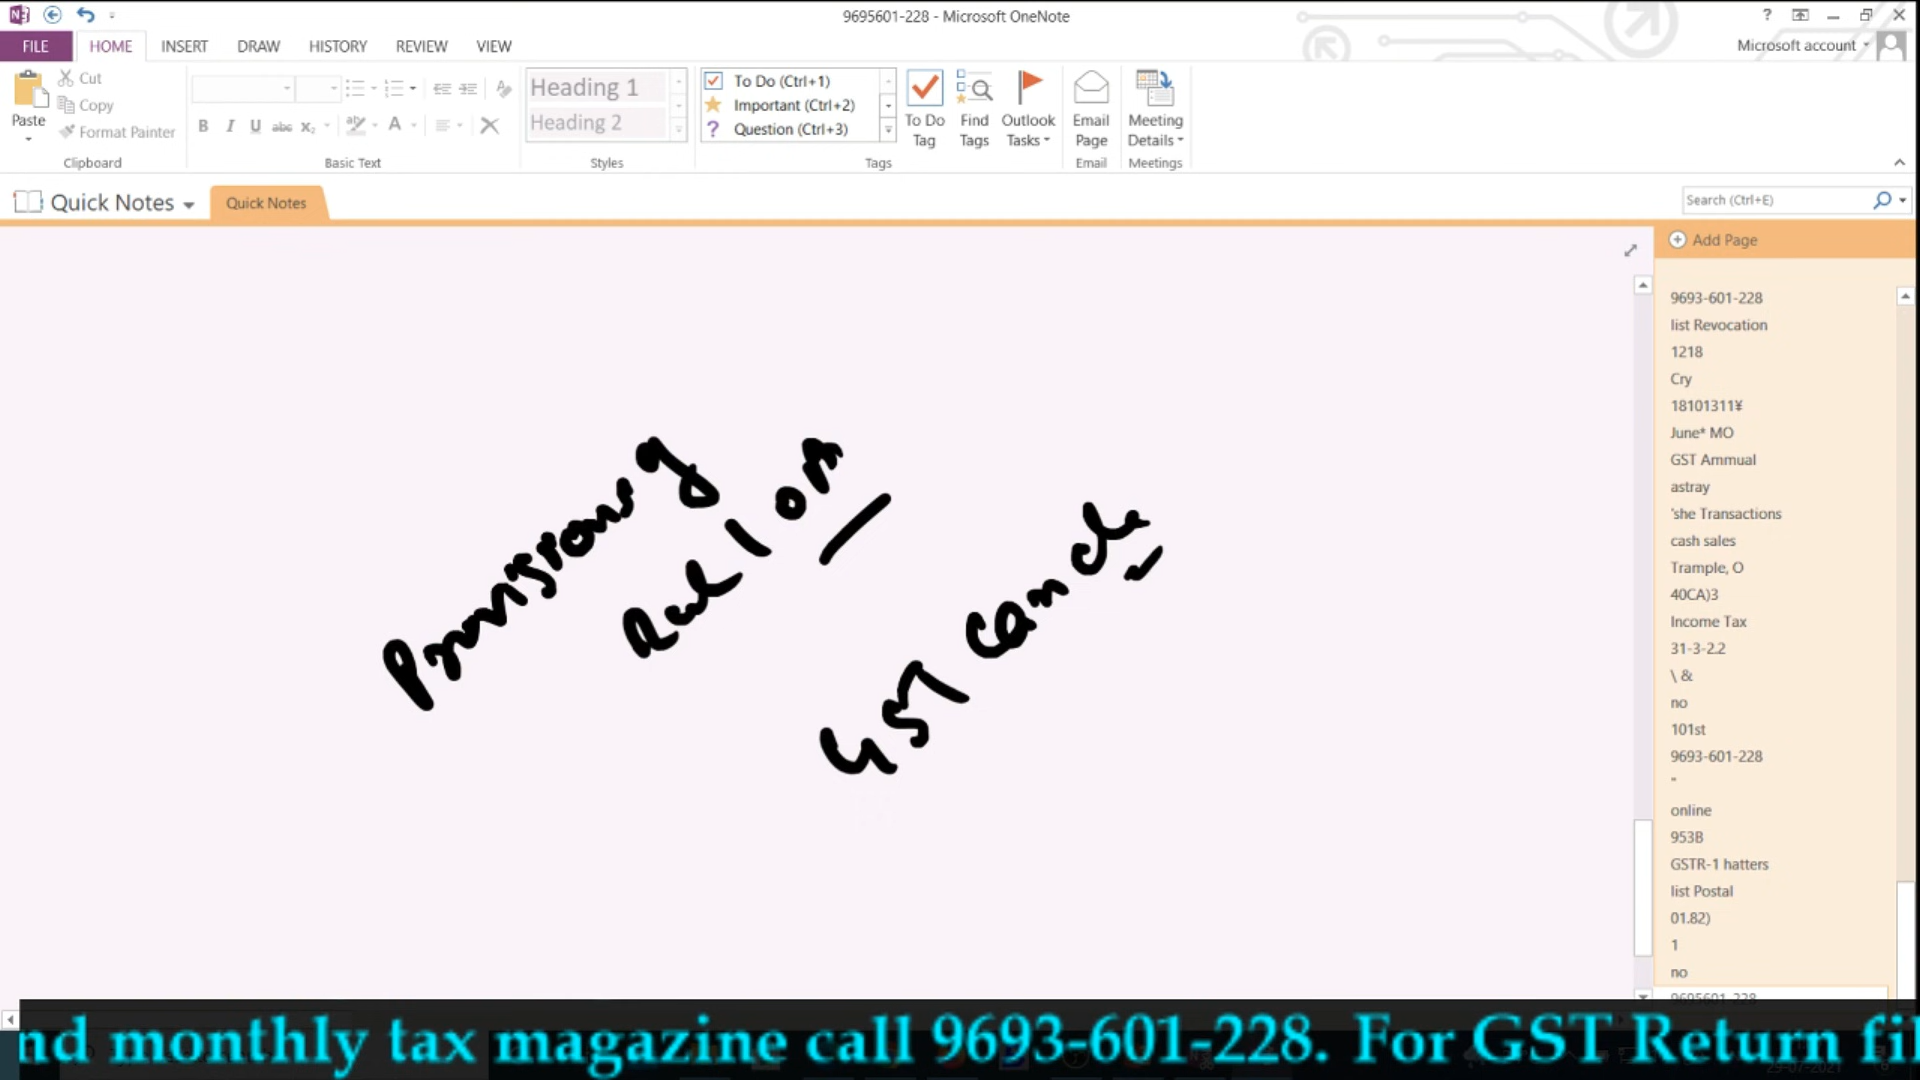 9695601-228 - Microsoft OneNote
FILE HOME INSERT DRAW HISTORY REVIEW VIEW
Microsoft account
Paste
Cut
Copy
Format Painter
Clipboard
Basic Text
Heading 1
Heading 2
Styles
To Do (Ctrl+1)
Important (Ctrl+2)
Question (Ctrl+3)
To Do Tag
Find Tags
Outlook Tasks
Tags
Email Page
Email
Meeting Details
Meetings
Quick Notes
Quick Notes
Search (Ctrl+E)
Add Page
9693-601-228
list Revocation
1218
Cry
18101311¥
June* MO
GST Ammual
astray
'she Transactions
cash sales
Trample, O
40CA)3
Income Tax
31-3-2.2
\ &
no
101st
9693-601-228
"
online
953B
GSTR-1 hatters
list Postal
01.82)
1
no
9695601-228
GST
nd monthly tax magazine call 9693-601-228. For GST Return fil